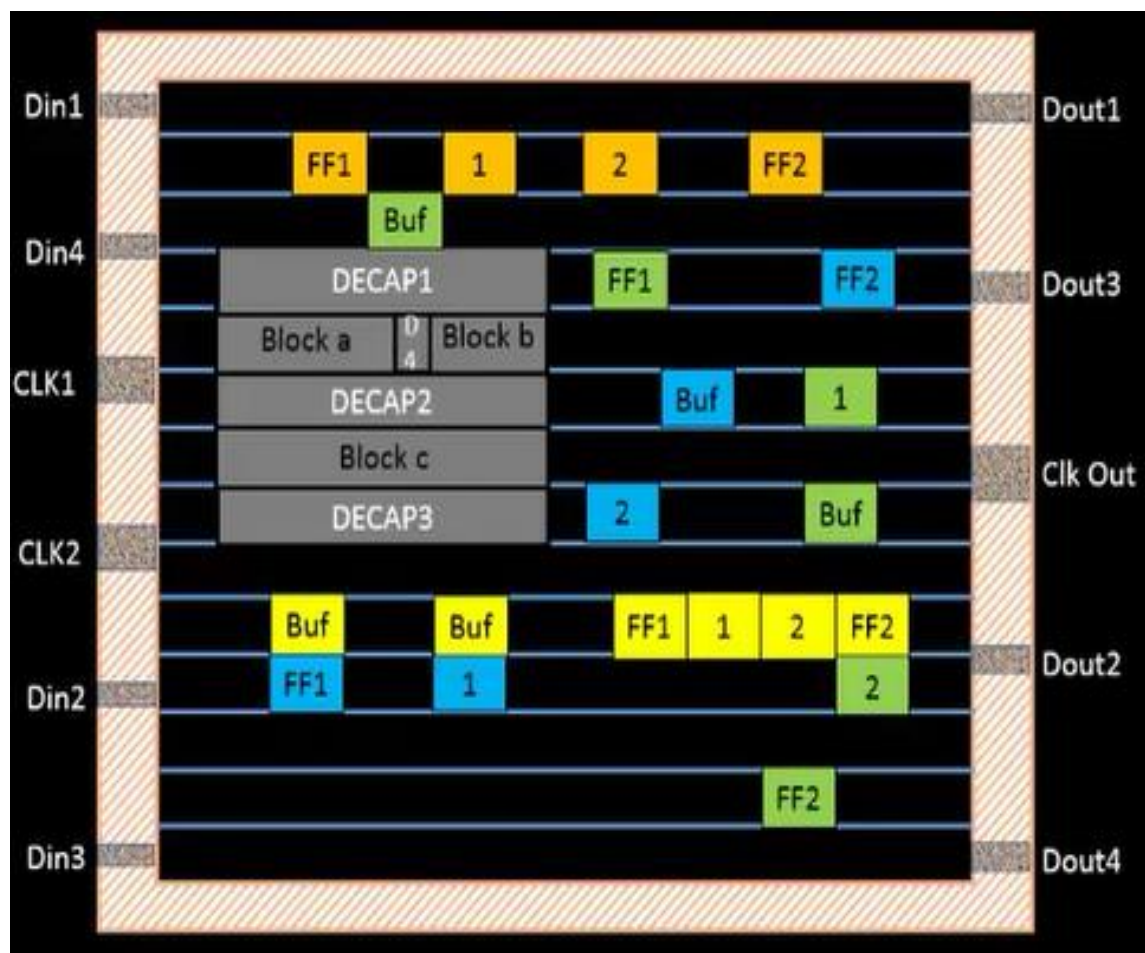 Din1
Dout1
FF1 1 2 FF2
Buf
Din4
DECAP1 FF1 FF2
Dout3
Block a D4 Block b
CLK1
DECAP2 Buf 1
Block c
Clk Out
DECAP3 2 Buf
CLK2
Buf Buf FF1 1 2 FF2
Dout2
Din2 FF1 1 2
FF2
Din3
Dout4